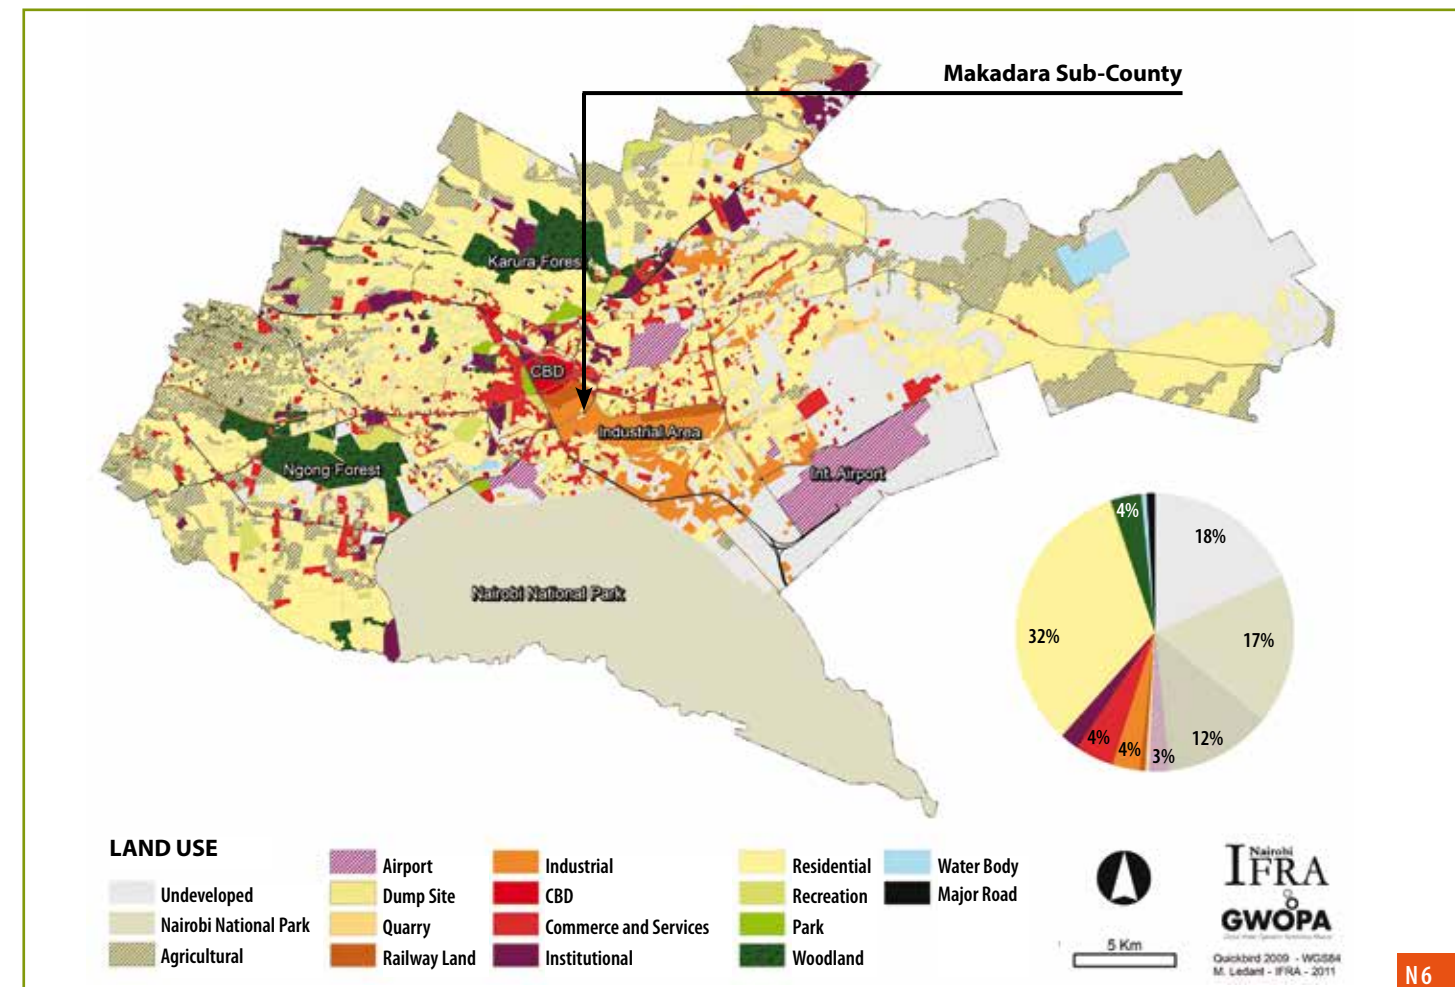 Makadara Sub-County
Karura Fores
CBD
Industrial Area
Ngong Forest
Int. Airport
Nairobi National Park
4%
18%
32%
17%
4%
4%
3%
12%
LAND USE
Undeveloped
Nairobi National Park
Agricultural
Airport
Dump Site
Quarry
Railway Land
Industrial
CBD
Commerce and Services
Institutional
Residential
Recreation
Park
Woodland
Water Body
Major Road
5 Km
Nairobi
IFRA
GWOPA
Quickbird 2009 - WGS84
M. Ledant - IFRA - 2011
N6